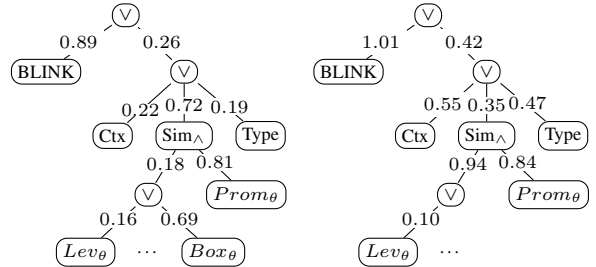 ∨ ∨
0.89 0.26 1.01 0.42
BLINK ∨ BLINK ∨
0.22 0.72 0.19 0.55 0.35 0.47
Ctx Sim∧ Type Ctx Sim∧ Type
0.18 0.81 0.94 0.84
∨ Promθ ∨ Promθ
0.16 0.69 0.10
Levθ ... Boxθ Levθ ...